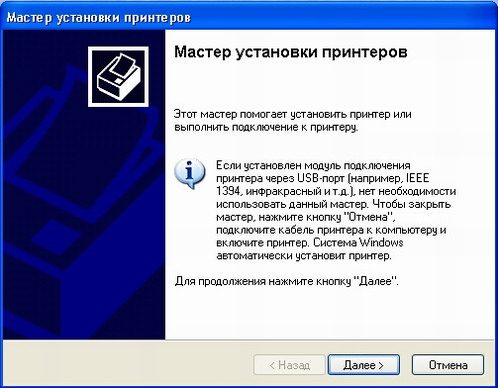 Мастер установки принтеров
Мастер установки принтеров
Этот мастер помогает установить принтер или
выполнить подключение к принтеру.
Если установлен модуль подключения
принтера через USB-порт (например, IEEE
1394, инфракрасный и т.д.), нет необходимости
использовать данный мастер. Чтобы закрыть
мастер, нажмите кнопку "Отмена",
подключите кабель принтера к компьютеру и
включите принтер. Система Windows
автоматически установит принтер.
Для продолжения нажмите кнопку "Далее".
< Назад Далее > Отмена